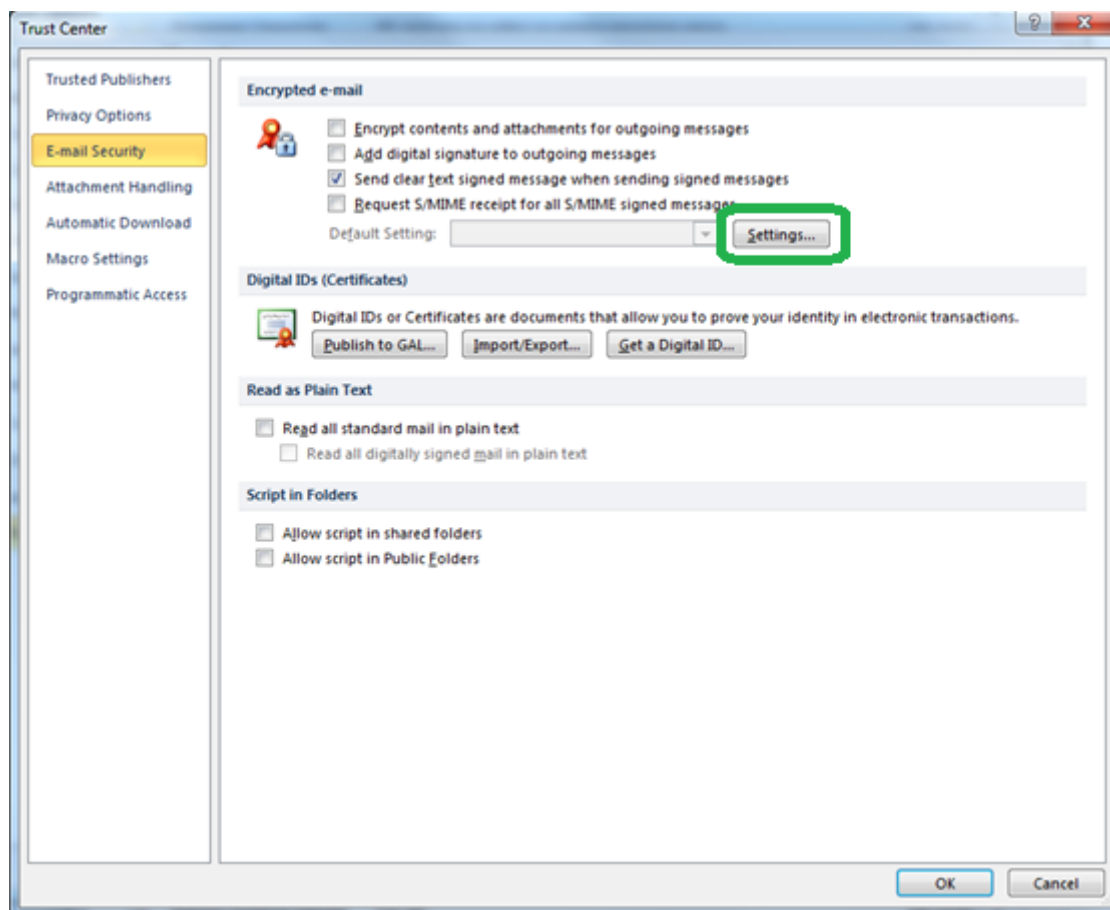 Trust Center
Trusted Publishers
Privacy Options
E-mail Security
Attachment Handling
Automatic Download
Macro Settings
Programmatic Access
Encrypted e-mail
Encrypt contents and attachments for outgoing messages
Add digital signature to outgoing messages
Send clear text signed message when sending signed messages
Request S/MIME receipt for all S/MIME signed messages
Default Setting:
Settings...
Digital IDs (Certificates)
Digital IDs or Certificates are documents that allow you to prove your identity in electronic transactions.
Publish to GAL... Import/Export... Get a Digital ID...
Read as Plain Text
Read all standard mail in plain text
Read all digitally signed mail in plain text
Script in Folders
Allow script in shared folders
Allow script in Public Folders
OK Cancel